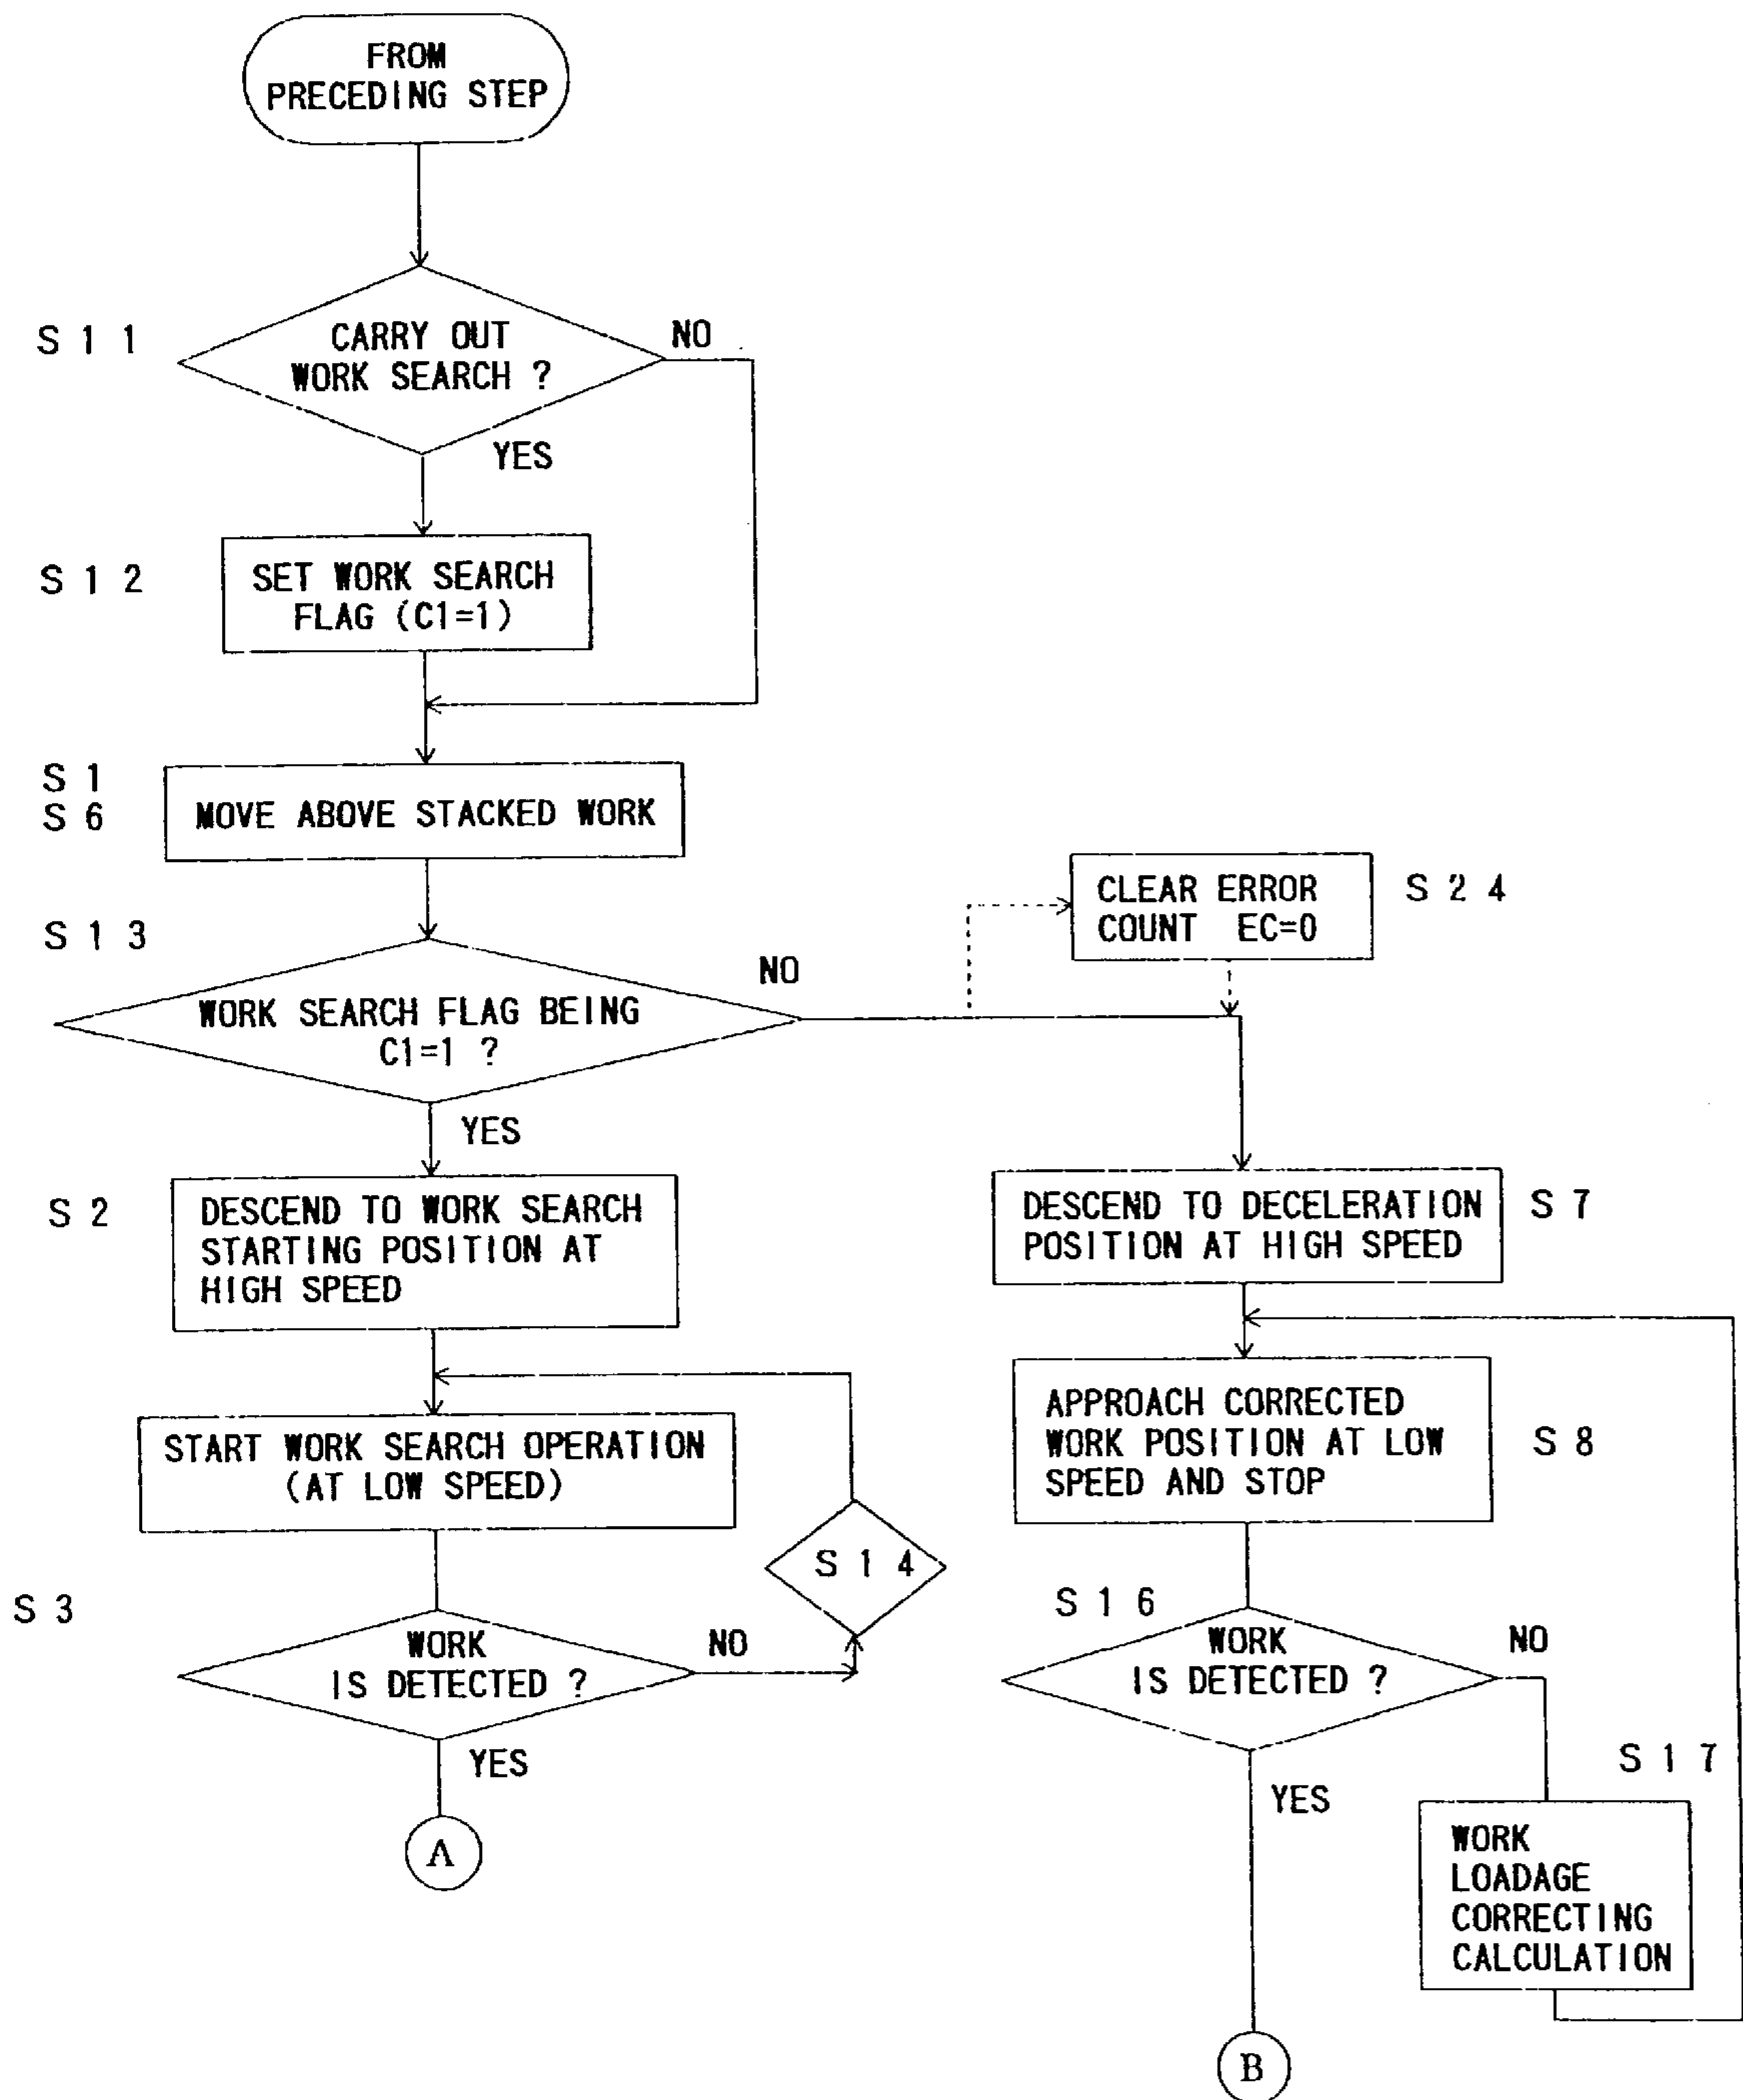 FROM
PRECEDING STEP
S 1 1
CARRY OUT
WORK SEARCH ?
NO
YES
S 1 2
SET WORK SEARCH
FLAG (C1=1)
S 1
S 6
MOVE ABOVE STACKED WORK
S 1 3
WORK SEARCH FLAG BEING
C1=1 ?
NO
YES
CLEAR ERROR
COUNT EC=0
S 2 4
S 2
DESCEND TO WORK SEARCH
STARTING POSITION AT
HIGH SPEED
START WORK SEARCH OPERATION
(AT LOW SPEED)
S 1 4
S 3
WORK
IS DETECTED ?
NO
YES
A
DESCEND TO DECELERATION
POSITION AT HIGH SPEED
S 7
APPROACH CORRECTED
WORK POSITION AT LOW
SPEED AND STOP
S 8
S 1 6
WORK
IS DETECTED ?
NO
YES
S 1 7
WORK
LOADAGE
CORRECTING
CALCULATION
B